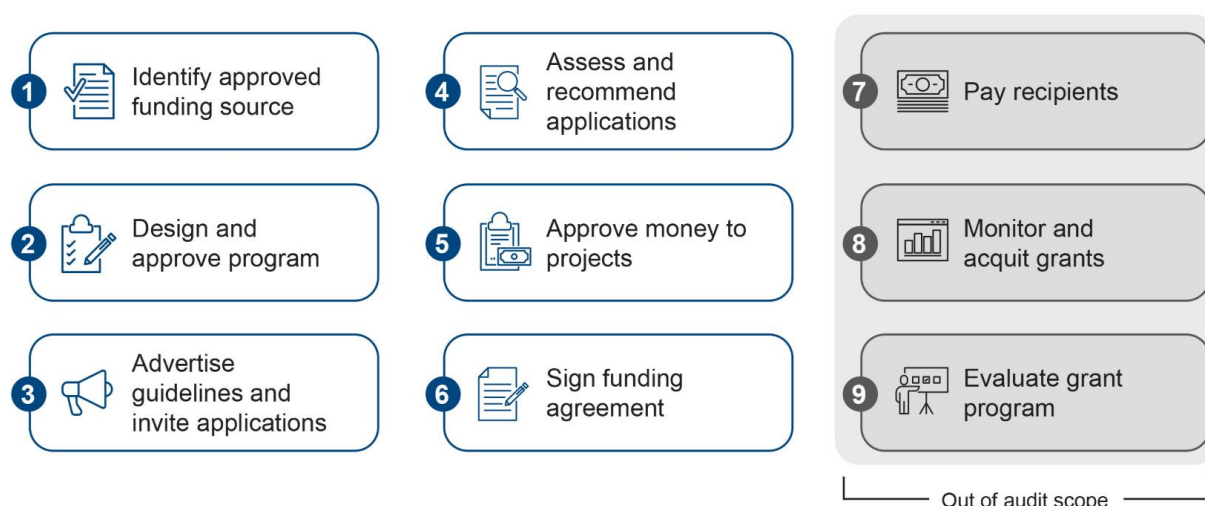 1
Identify approved
funding source
2
Design and
approve program
3
Advertise
guidelines and
invite applications
4
Assess and
recommend
applications
5
Approve money to
projects
6
Sign funding
agreement
7
Pay recipients
8
Monitor and
acquit grants
9
Evaluate grant
program
Out of audit scope